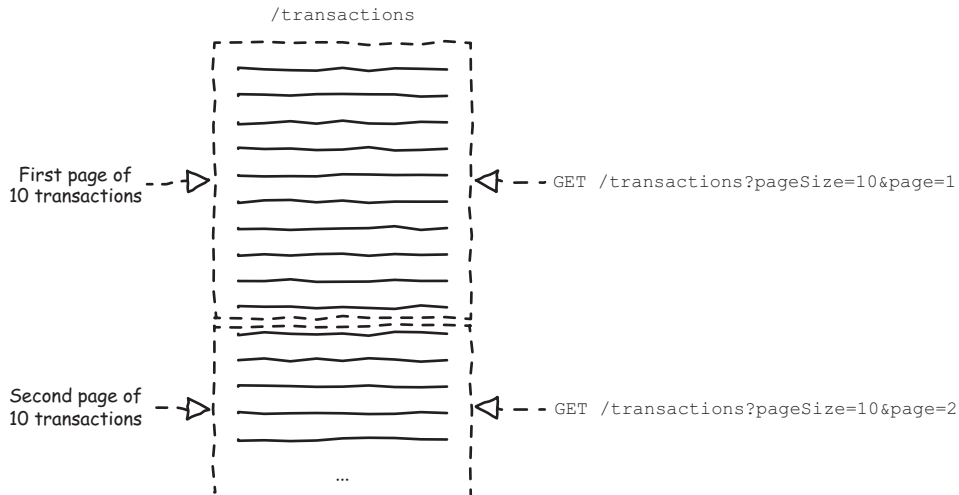 /transactions
First page of
10 transactions
GET /transactions?pageSize=10&page=1
Second page of
10 transactions
GET /transactions?pageSize=10&page=2
...